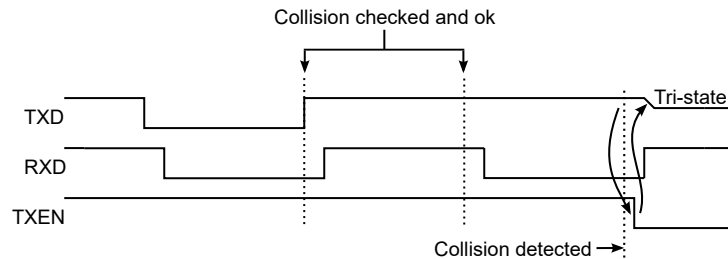 Collision checked and ok
Tri-state
TXD
RXD
TXEN
Collision detected